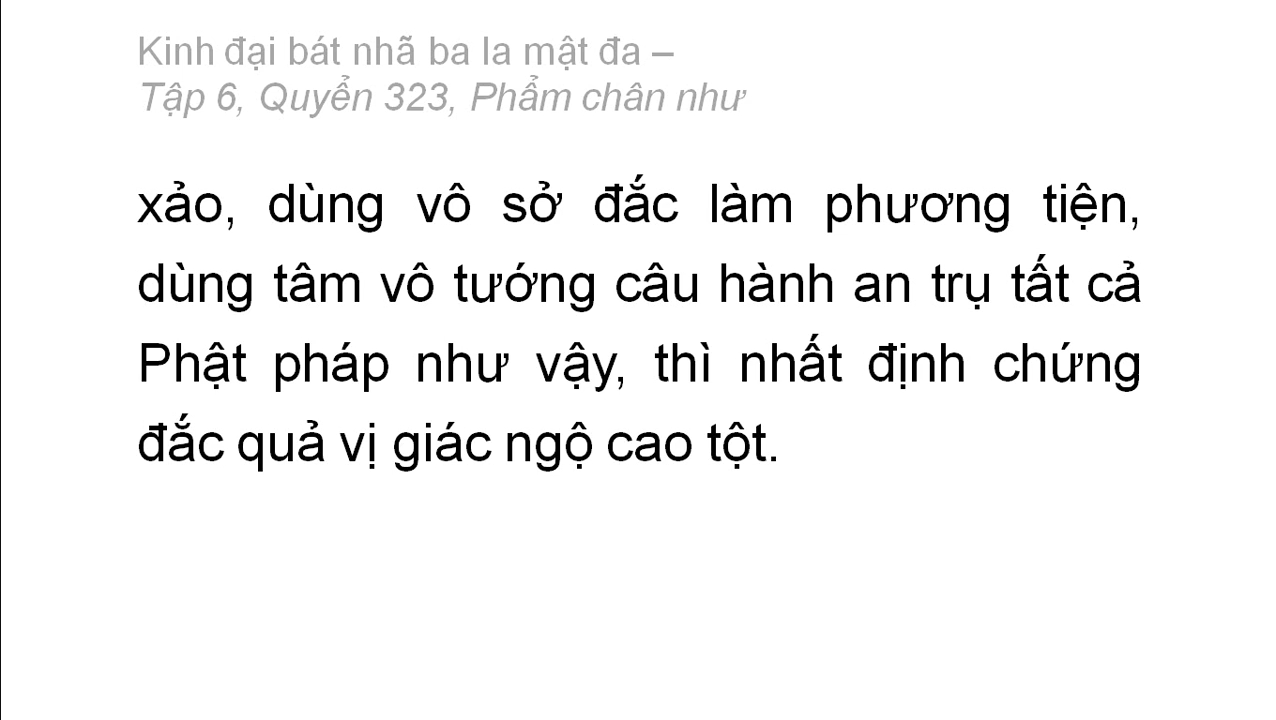 Kinh đại bát nhã ba la mật đa –
Tập 6, Quyển 323, Phẩm chân như
xảo, dùng vô sở đắc làm phương tiện,
dùng tâm vô tướng câu hành an trụ tất cả
Phật pháp như vậy, thì nhất định chứng
đắc quả vị giác ngộ cao tột.